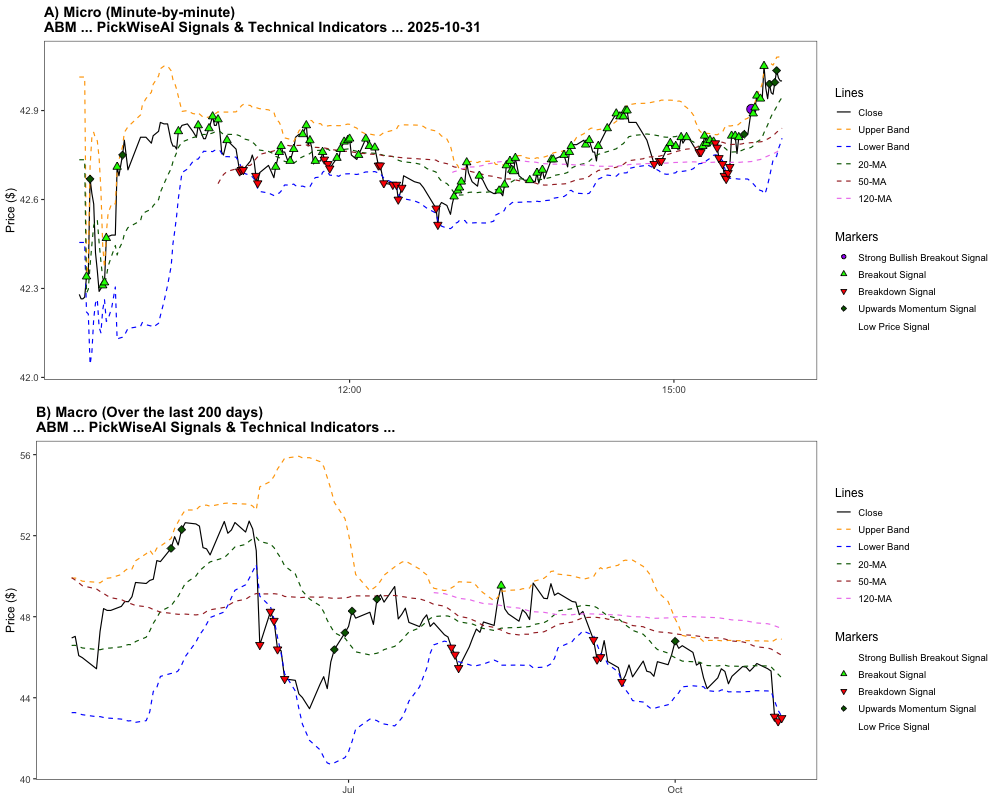 A) Micro (Minute-by-minute)
ABM ... PickWiseAI Signals & Technical Indicators ... 2025-10-31
Price ($)
42.9
42.6
42.3
42.0
12:00
15:00
Lines
Close
Upper Band
Lower Band
20-MA
50-MA
120-MA
Markers
Strong Bullish Breakout Signal
Breakout Signal
Breakdown Signal
Upwards Momentum Signal
Low Price Signal
B) Macro (Over the last 200 days)
ABM ... PickWiseAI Signals & Technical Indicators ...
Price ($)
56
52
48
44
40
Jul
Oct
Lines
Close
Upper Band
Lower Band
20-MA
50-MA
120-MA
Markers
Strong Bullish Breakout Signal
Breakout Signal
Breakdown Signal
Upwards Momentum Signal
Low Price Signal